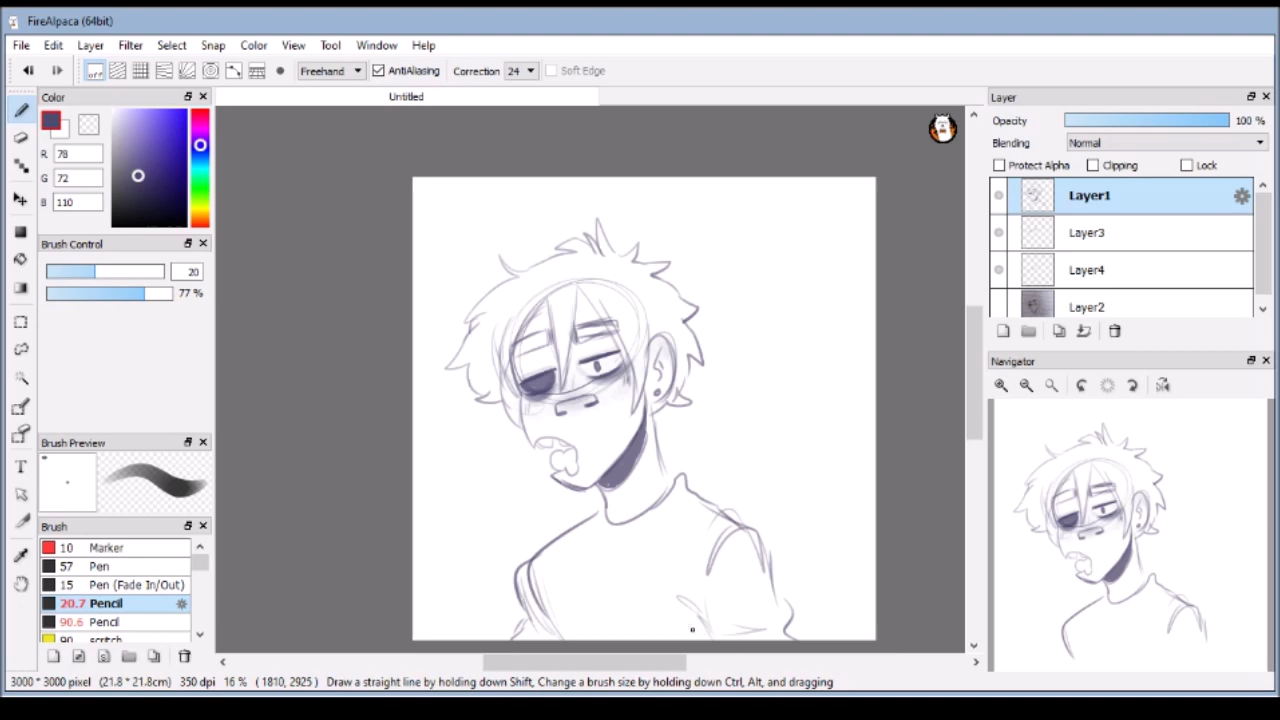 FireAlpaca (64bit)
File Edit Layer Filter Select Snap Color View Tool Window Help
off Freehand AntiAliasing Correction 24 Soft Edge
Color
R 78
G 72
B 110
Brush Control
20
77 %
Brush Preview
Brush
10 Marker
57 Pen
15 Pen (Fade In/Out)
20.7 Pencil
90.6 Pencil
90 scrtch
Untitled
Layer
Opacity 100 %
Blending Normal
Protect Alpha Clipping Lock
Layer1
Layer3
Layer4
Layer2
Navigator
T
3000 * 3000 pixel (21.8 * 21.8cm) 350 dpi 16 % ( 1810, 2925 ) Draw a straight line by holding down Shift, Change a brush size by holding down Ctrl, Alt, and dragging